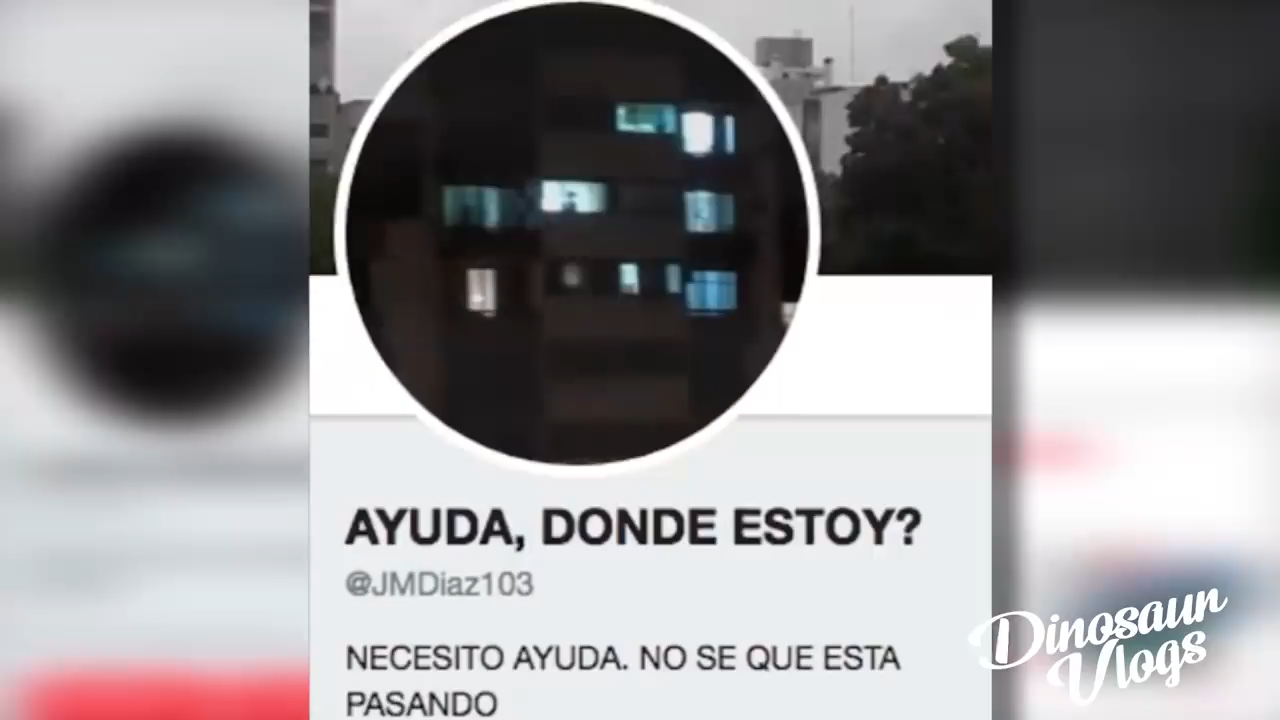 AYUDA, DONDE ESTOY?
@JMDiaz103
NECESITO AYUDA. NO SE QUE ESTA
PASANDO
Dinosaur
Vlogs